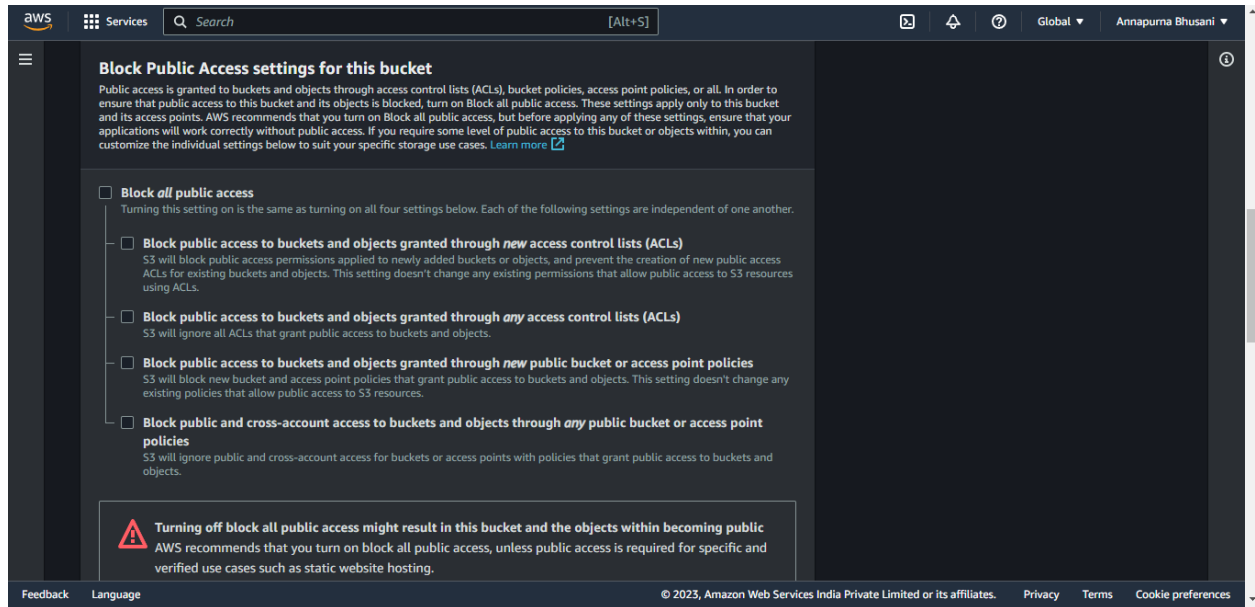 aws
Services
Search [Alt+S]
Global
Annapurna Bhusani
Block Public Access settings for this bucket
Public access is granted to buckets and objects through access control lists (ACLs), bucket policies, access point policies, or all. In order to
ensure that public access to this bucket and its objects is blocked, turn on Block all public access. These settings apply only to this bucket
and its access points. AWS recommends that you turn on Block all public access, but before applying any of these settings, ensure that your
applications will work correctly without public access. If you require some level of public access to this bucket or objects within, you can
customize the individual settings below to suit your specific storage use cases. Learn more
Block all public access
Turning this setting on is the same as turning on all four settings below. Each of the following settings are independent of one another.
Block public access to buckets and objects granted through new access control lists (ACLs)
S3 will block public access permissions applied to newly added buckets or objects, and prevent the creation of new public access
ACLs for existing buckets and objects. This setting doesn't change any existing permissions that allow public access to S3 resources
using ACLs.
Block public access to buckets and objects granted through any access control lists (ACLs)
S3 will ignore all ACLs that grant public access to buckets and objects.
Block public access to buckets and objects granted through new public bucket or access point policies
S3 will block new bucket and access point policies that grant public access to buckets and objects. This setting doesn't change any
existing policies that allow public access to S3 resources.
Block public and cross-account access to buckets and objects through any public bucket or access point
policies
S3 will ignore public and cross-account access for buckets or access points with policies that grant public access to buckets and
objects.
Turning off block all public access might result in this bucket and the objects within becoming public
AWS recommends that you turn on block all public access, unless public access is required for specific and
verified use cases such as static website hosting.
Feedback
Language
© 2023, Amazon Web Services India Private Limited or its affiliates.
Privacy
Terms
Cookie preferences